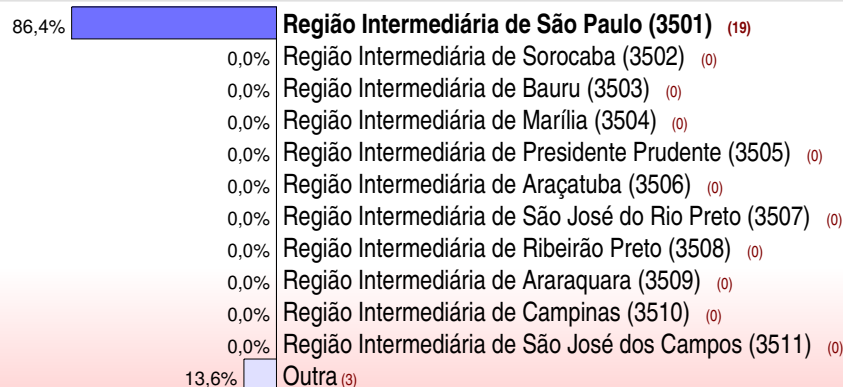 86,4% Região Intermediária de São Paulo (3501) (19)
0,0% Região Intermediária de Sorocaba (3502) (0)
0,0% Região Intermediária de Bauru (3503) (0)
0,0% Região Intermediária de Marília (3504) (0)
0,0% Região Intermediária de Presidente Prudente (3505) (0)
0,0% Região Intermediária de Araçatuba (3506) (0)
0,0% Região Intermediária de São José do Rio Preto (3507) (0)
0,0% Região Intermediária de Ribeirão Preto (3508) (0)
0,0% Região Intermediária de Araraquara (3509) (0)
0,0% Região Intermediária de Campinas (3510) (0)
0,0% Região Intermediária de São José dos Campos (3511) (0)
13,6% Outra (3)